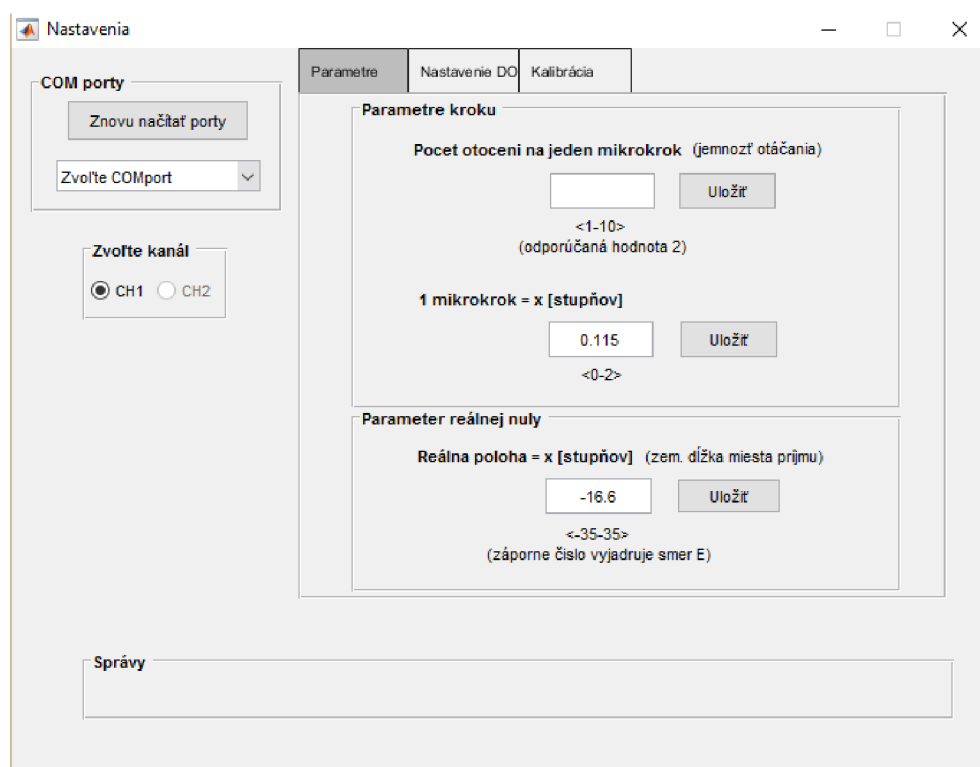 Nastavenia
COM porty
Znovu načítať porty
Zvoľte COMport
Zvoľte kanál
CH1 CH2
Parametre Nastavenie DO Kalibrácia
Parametre kroku
Pocet otoceni na jeden mikrokrok (jemnozť otáčania)
Uložiť
<1-10>
(odporúčaná hodnota 2)
1 mikrokrok = x [stupňov]
0.115 Uložiť
<0-2>
Parameter reálnej nuly
Reálna poloha = x [stupňov] (zem. dĺžka miesta príjmu)
-16.6 Uložiť
<-35-35>
(záporne čislo vyjadruje smer E)
Správy